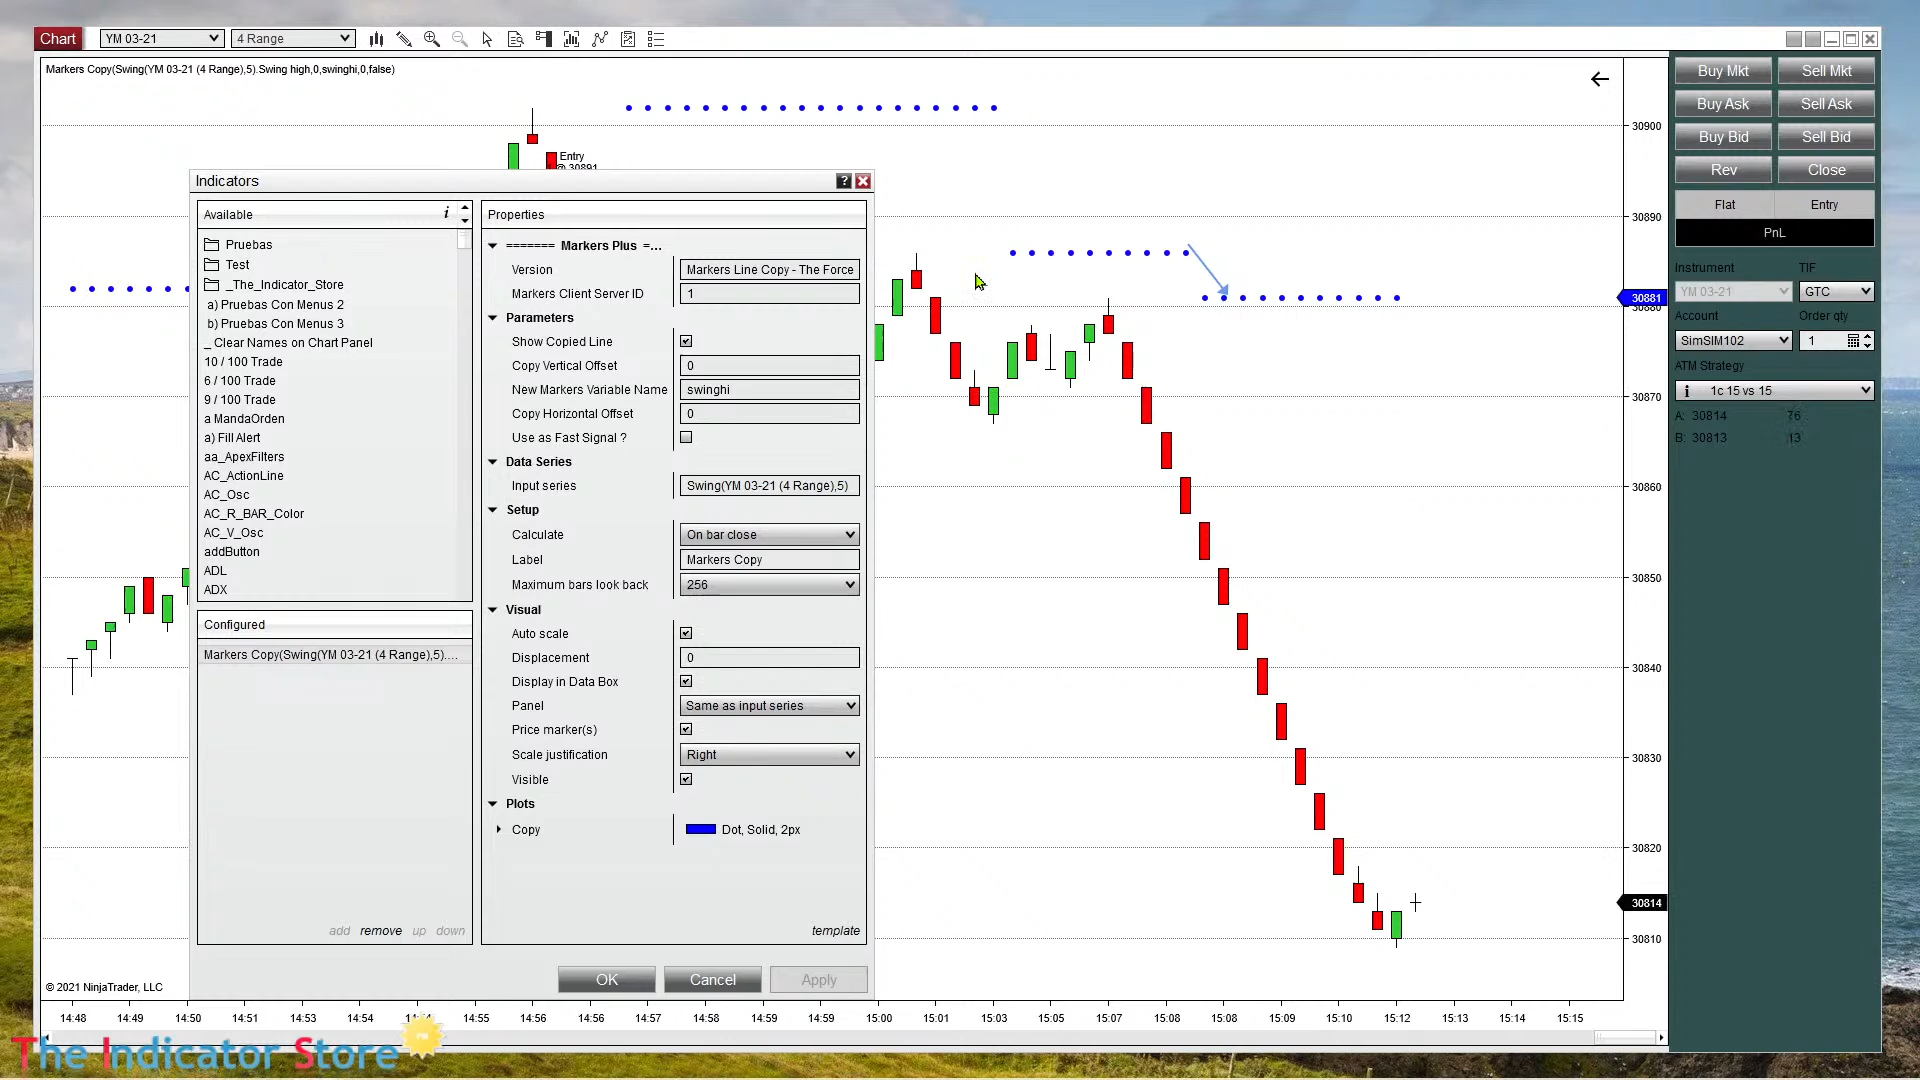 Chart
YM 03-21
4 Range
Markers Copy(Swing(YM 03-21 (4 Range),5).Swing high,0,swinghi,0,false)
Entry
Indicators
?
Available
i
Pruebas
Test
_The_Indicator_Store
a) Pruebas Con Menus 2
b) Pruebas Con Menus 3
_ Clear Names on Chart Panel
10 / 100 Trade
6 / 100 Trade
9 / 100 Trade
a MandaOrden
a) Fill Alert
aa_ApexFilters
AC_ActionLine
AC_Osc
AC_R_BAR_Color
AC_V_Osc
addButton
ADL
ADX
Configured
Markers Copy(Swing(YM 03-21 (4 Range),5)....
add remove up down
Properties
======= Markers Plus =...
Version Markers Line Copy - The Force
Markers Client Server ID 1
Parameters
Show Copied Line
Copy Vertical Offset 0
New Markers Variable Name swinghi
Copy Horizontal Offset 0
Use as Fast Signal ?
Data Series
Input series Swing(YM 03-21 (4 Range),5)
Setup
Calculate On bar close
Label Markers Copy
Maximum bars look back 256
Visual
Auto scale
Displacement 0
Display in Data Box
Panel Same as input series
Price marker(s)
Scale justification Right
Visible
Plots
Copy Dot, Solid, 2px
template
OK Cancel Apply
30900
30890
30881
30870
30860
30850
30840
30830
30820
30814
30810
© 2021 NinjaTrader, LLC
14:48 14:49 14:50 14:51 14:53 14:54 14:54 14:55 14:56 14:57 14:58 14:59 14:59 14:59 15:00 15:01 15:03 15:05 15:07 15:08 15:08 15:09 15:10 15:12 15:13 15:14 15:15
Buy Mkt Sell Mkt
Buy Ask Sell Ask
Buy Bid Sell Bid
Rev Close
Flat Entry
PnL
Instrument TIF
YM 03-21 GTC
Account Order qty
SimSIM102 1
ATM Strategy
i 1c 15 vs 15
A: 30814 76
B: 30813 13
The Indicator Store